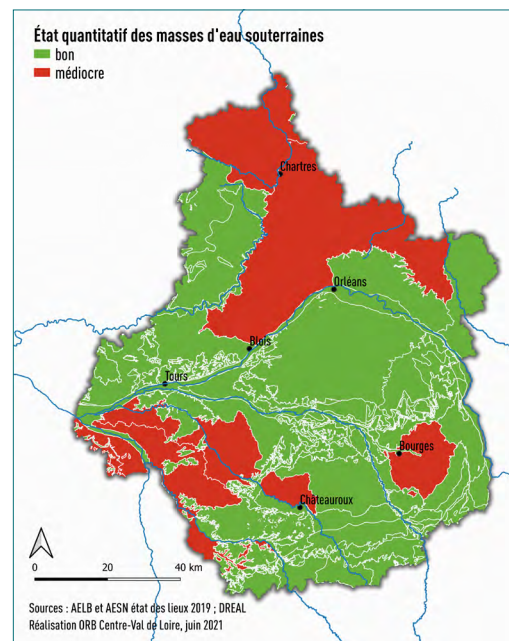 État quantitatif des masses d'eau souterraines
bon
médiocre
Chartres
Orléans
Blois
Tours
Bourges
Châteauroux
0 20 40 km
Sources : AELB et AESN état des lieux 2019 ; DREAL
Réalisation ORB Centre-Val de Loire, juin 2021